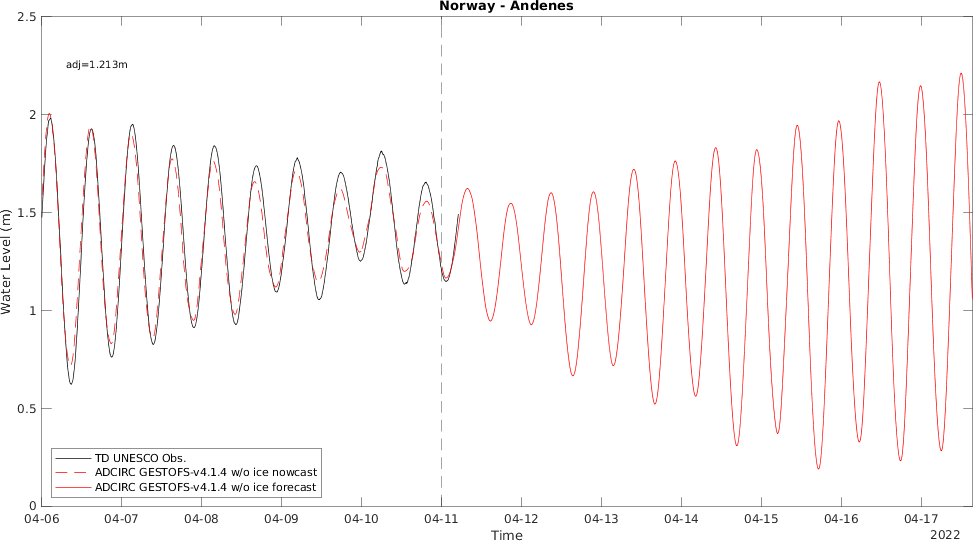 Norway - Andenes
2.5
adj=1.213m
2
1.5
Water Level (m)
1
0.5
TD UNESCO Obs.
ADCIRC GESTOFS-v4.1.4 w/o ice nowcast
ADCIRC GESTOFS-v4.1.4 w/o ice forecast
0
04-06 04-07 04-08 04-09 04-10 04-11 04-12 04-13 04-14 04-15 04-16 04-17
Time
2022